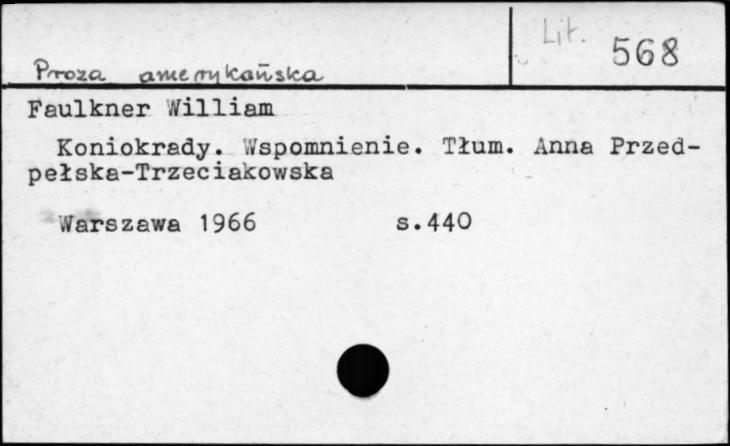 Lit. 568
Proza amerykańska
Faulkner William
Koniokrady. Wspomnienie. Tłum. Anna Przed-
pełska-Trzeciakowska
Warszawa 1966 s.440